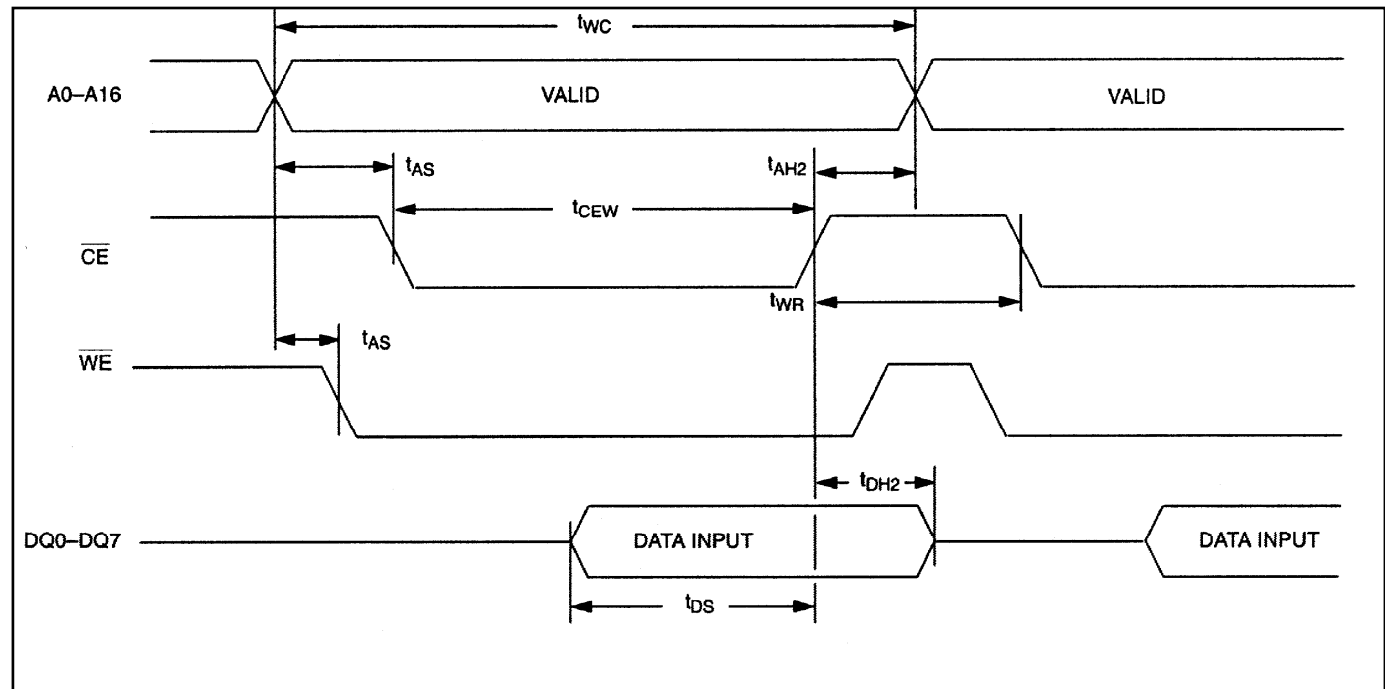 tWC
A0–A16 VALID VALID
tAS tAH2
tCEW
CE
tWR
tAS
WE
tDH2
DQ0–DQ7 DATA INPUT DATA INPUT
tDS